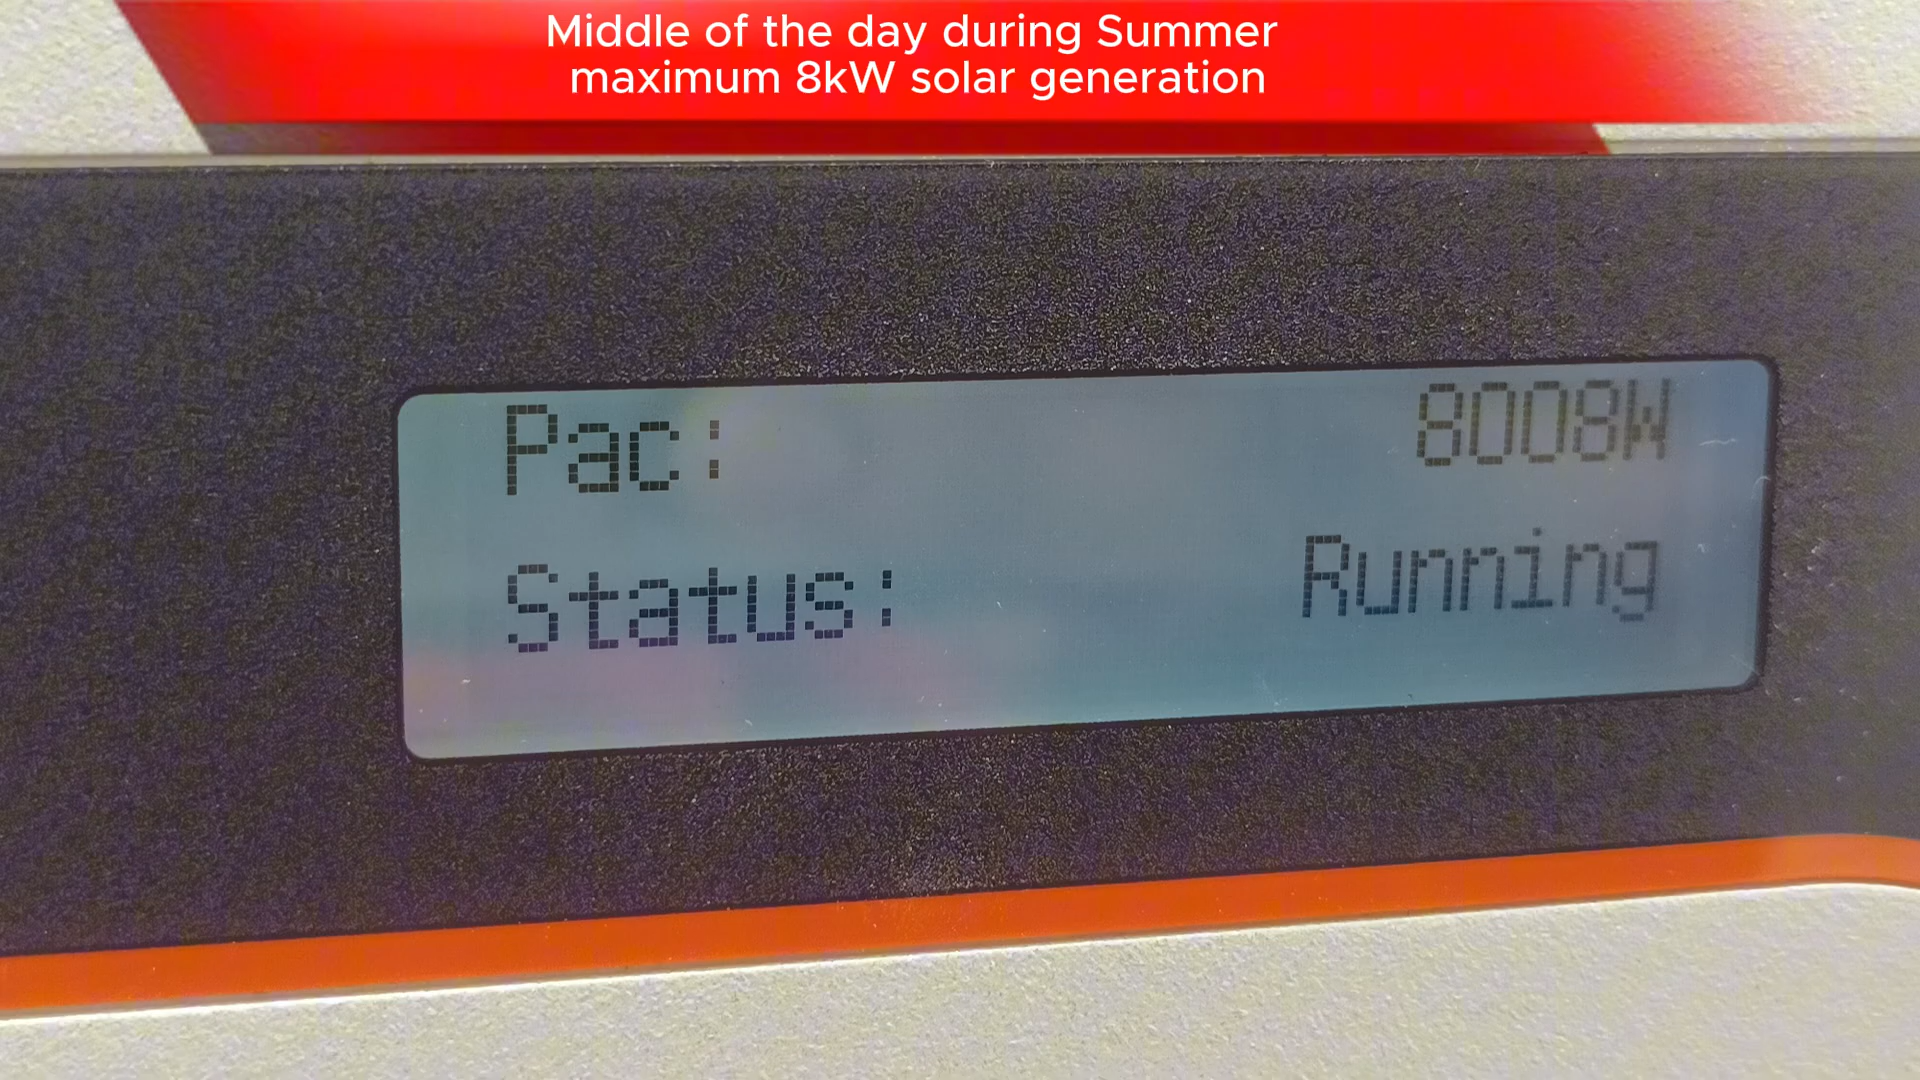 Middle of the day during Summer
maximum 8kW solar generation
Pac: 8008W
Status: Running